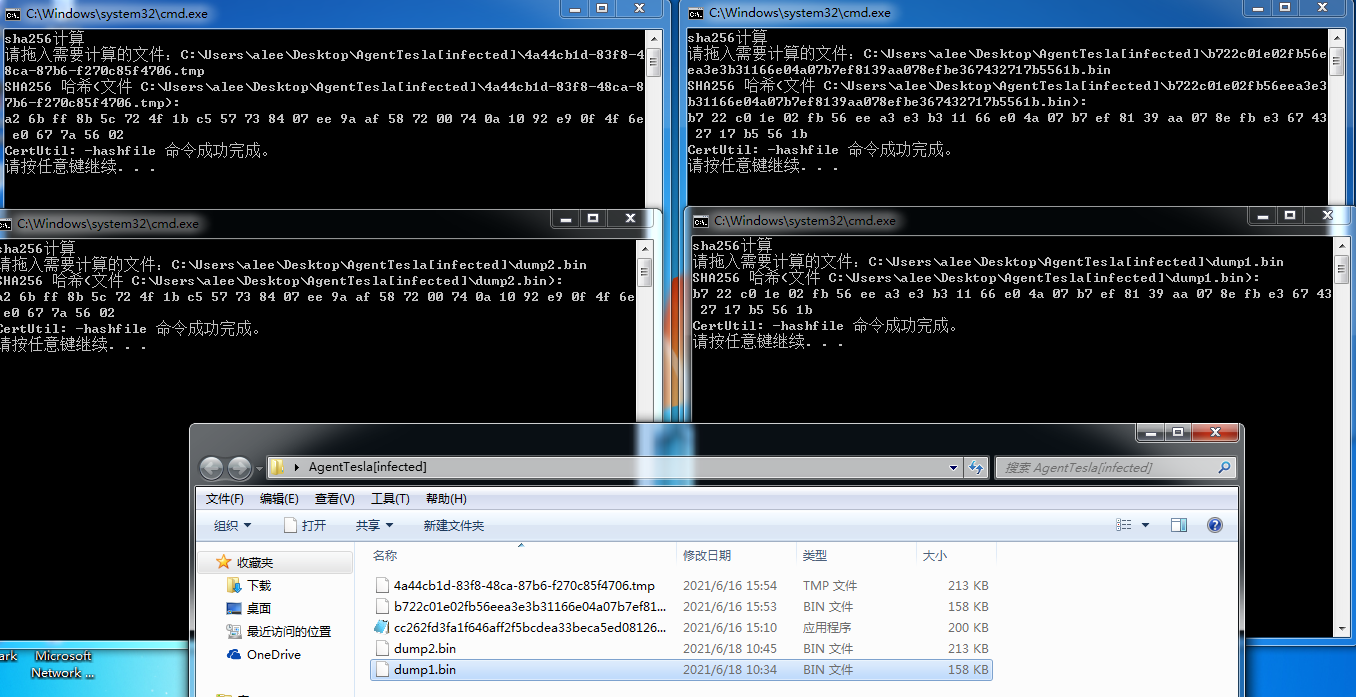 C:\Windows\system32\cmd.exe
sha256计算
请拖入需要计算的文件: C:\Users\alee\Desktop\AgentTesla[infected]\4a44cb1d-83f8-4
8ca-87b6-f270c85f4706.tmp
SHA256 哈希(文件 C:\Users\alee\Desktop\AgentTesla[infected]\4a44cb1d-83f8-48ca-8
7b6-f270c85f4706.tmp):
a2 6b ff 8b 5c 72 4f 1b c5 57 73 84 07 ee 9a af 58 72 00 74 0a 10 92 e9 0f 4f 6e
e0 67 7a 56 02
CertUtil: -hashfile 命令成功完成。
请按任意键继续. . .
C:\Windows\system32\cmd.exe
sha256计算
请拖入需要计算的文件: C:\Users\alee\Desktop\AgentTesla[infected]\b722c01e02fb56e
ea3e3b31166e04a07b7ef8139aa078efbe367432717b5561b.bin
SHA256 哈希(文件 C:\Users\alee\Desktop\AgentTesla[infected]\b722c01e02fb56eea3e3
b31166e04a07b7ef8139aa078efbe367432717b5561b.bin):
b7 22 c0 1e 02 fb 56 ee a3 e3 b3 11 66 e0 4a 07 b7 ef 81 39 aa 07 8e fb e3 67 43
27 17 b5 56 1b
CertUtil: -hashfile 命令成功完成。
请按任意键继续. . .
C:\Windows\system32\cmd.exe
sha256计算
请拖入需要计算的文件: C:\Users\alee\Desktop\AgentTesla[infected]\dump2.bin
SHA256 哈希(文件 C:\Users\alee\Desktop\AgentTesla[infected]\dump2.bin):
a2 6b ff 8b 5c 72 4f 1b c5 57 73 84 07 ee 9a af 58 72 00 74 0a 10 92 e9 0f 4f 6e
e0 67 7a 56 02
CertUtil: -hashfile 命令成功完成。
请按任意键继续. . .
C:\Windows\system32\cmd.exe
sha256计算
请拖入需要计算的文件: C:\Users\alee\Desktop\AgentTesla[infected]\dump1.bin
SHA256 哈希(文件 C:\Users\alee\Desktop\AgentTesla[infected]\dump1.bin):
b7 22 c0 1e 02 fb 56 ee a3 e3 b3 11 66 e0 4a 07 b7 ef 81 39 aa 07 8e fb e3 67 43
27 17 b5 56 1b
CertUtil: -hashfile 命令成功完成。
请按任意键继续. . .
AgentTesla[infected]
搜索 AgentTesla[infected]
文件(F) 编辑(E) 查看(V) 工具(T) 帮助(H)
组织 打开 共享 新建文件夹
名称 修改日期 类型 大小
收藏夹
下载
桌面
最近访问的位置
OneDrive
4a44cb1d-83f8-48ca-87b6-f270c85f4706.tmp 2021/6/16 15:54 TMP 文件 213 KB
b722c01e02fb56eea3e3b31166e04a07b7ef81... 2021/6/16 15:53 BIN 文件 158 KB
cc262fd3fa1f646aff2f5bcdea33beca5ed08126... 2021/6/16 15:10 应用程序 200 KB
dump2.bin 2021/6/18 10:45 BIN 文件 213 KB
dump1.bin 2021/6/18 10:34 BIN 文件 158 KB
ark
Microsoft
Network ...